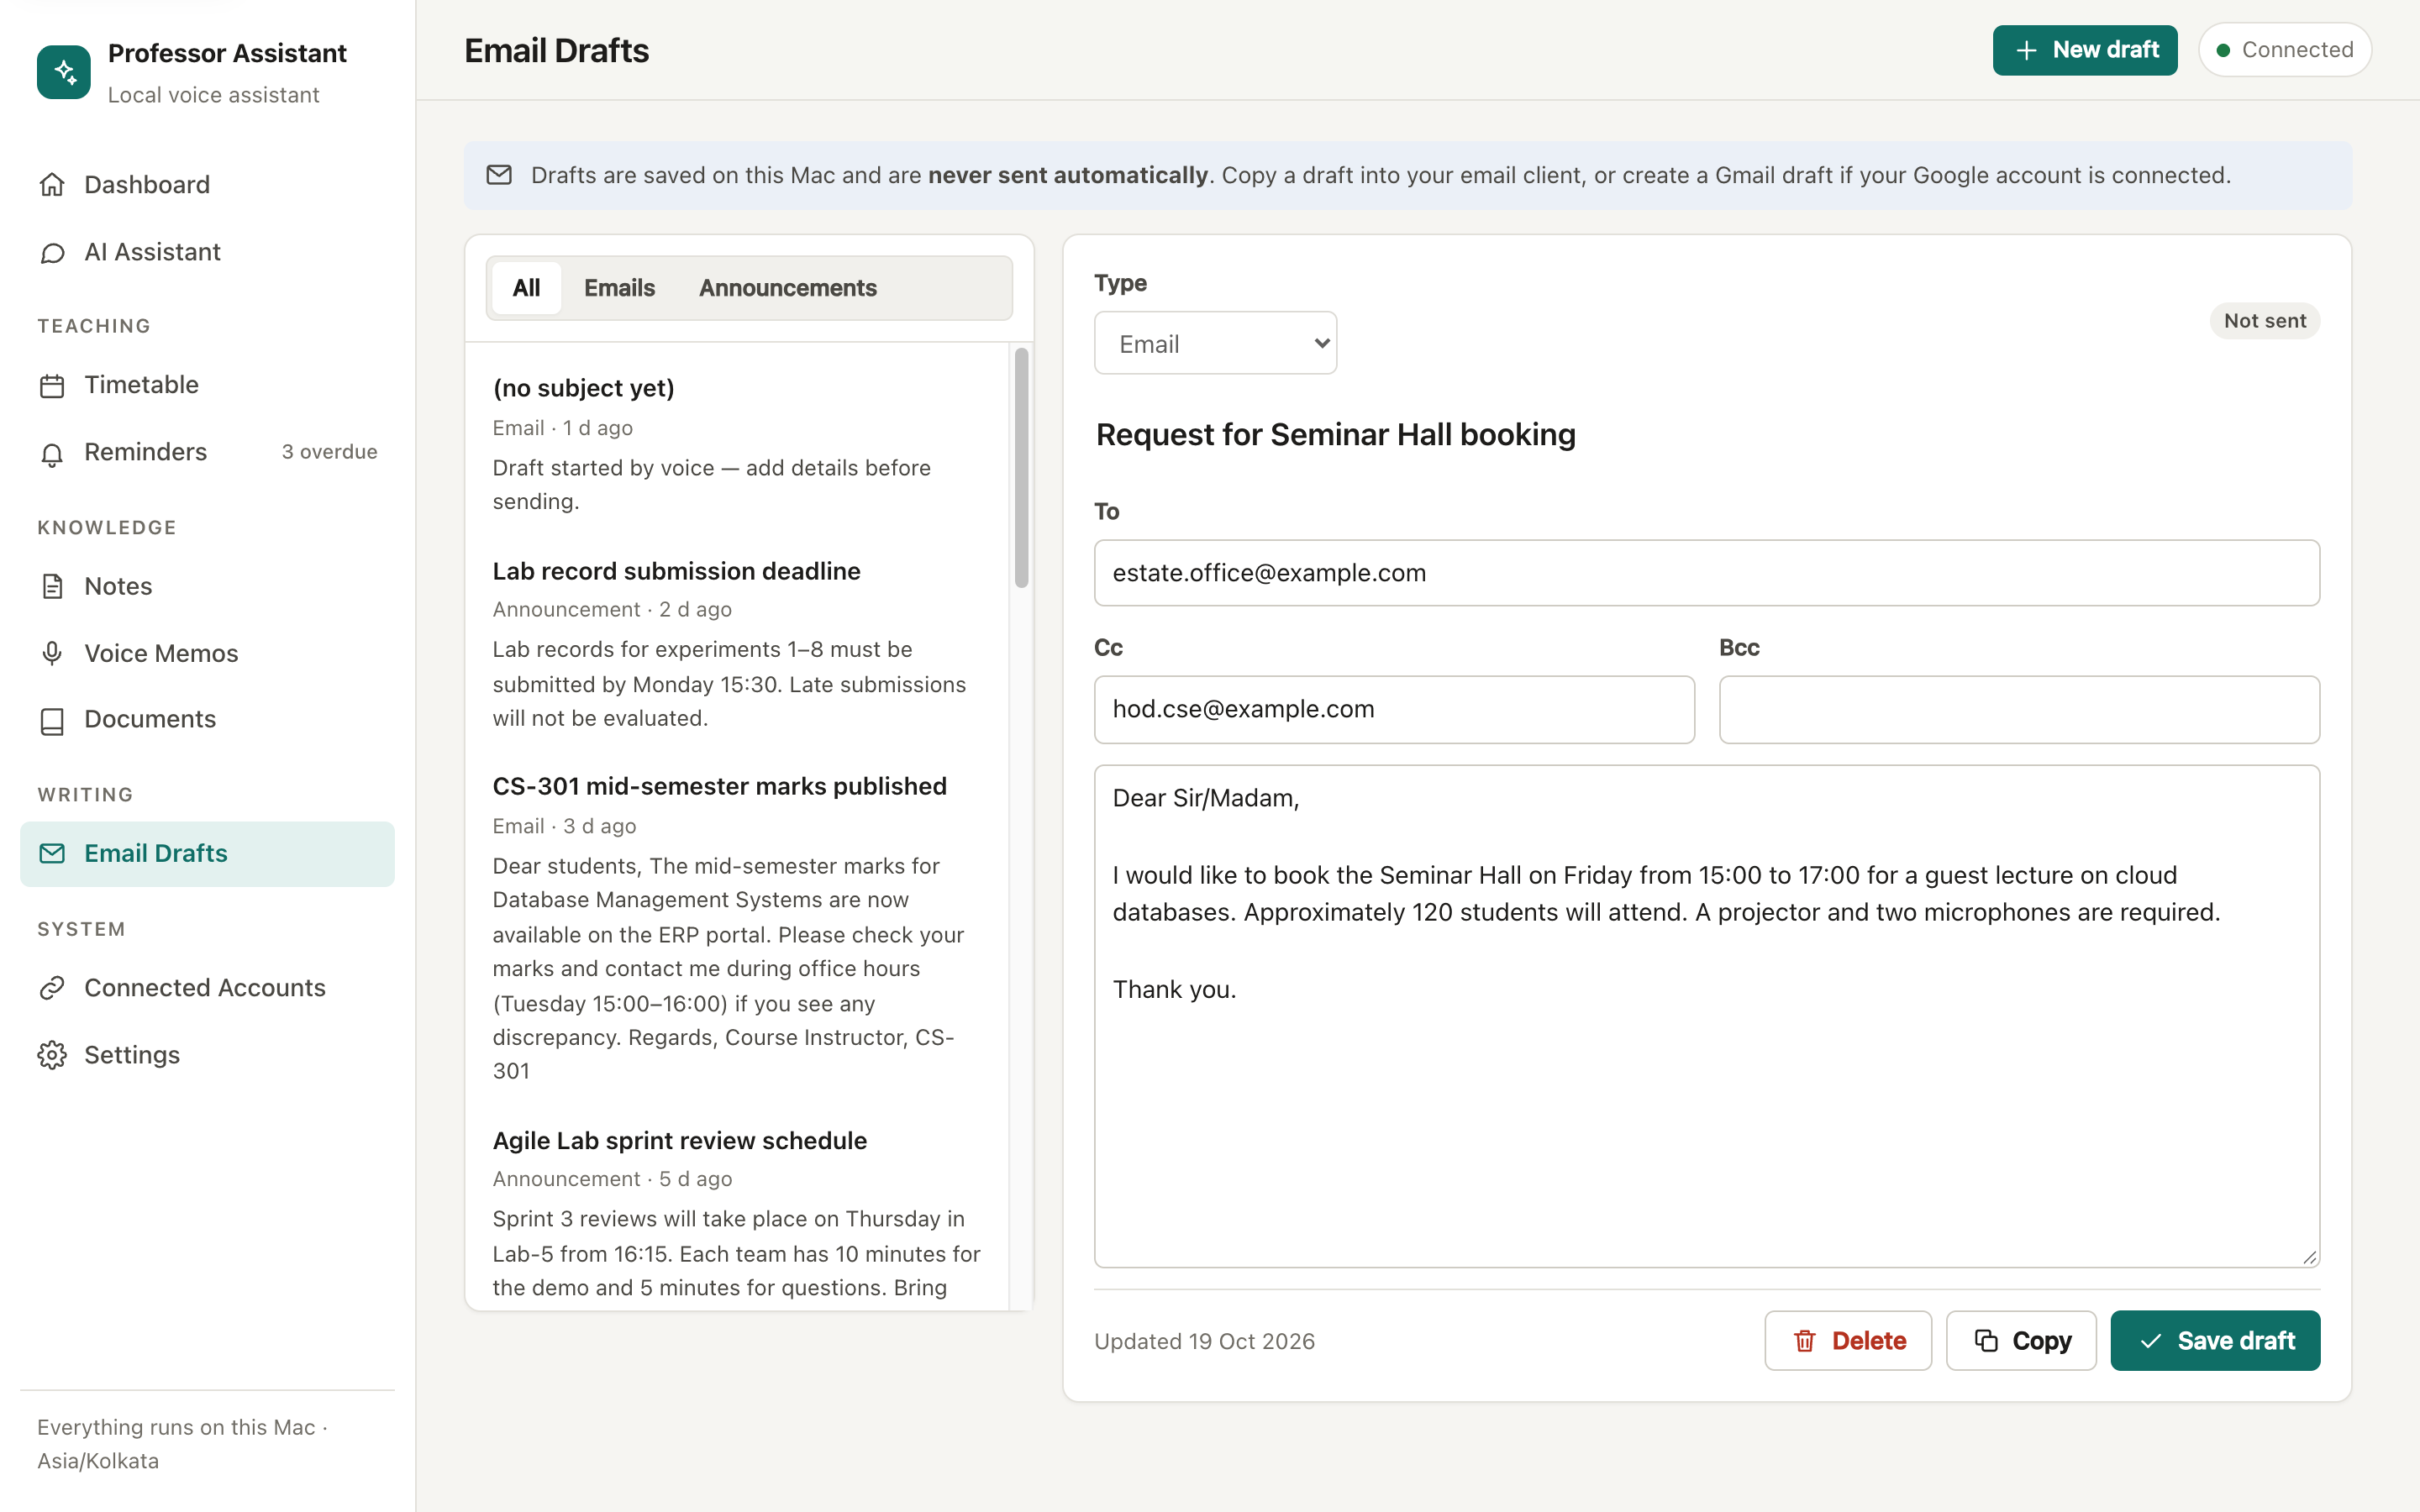 Professor Assistant
Local voice assistant
Dashboard
AI Assistant
TEACHING
Timetable
Reminders
3 overdue
KNOWLEDGE
Notes
Voice Memos
Documents
WRITING
Email Drafts
SYSTEM
Connected Accounts
Settings
Everything runs on this Mac ·
Asia/Kolkata
Email Drafts
New draft
Connected
Drafts are saved on this Mac and are never sent automatically. Copy a draft into your email client, or create a Gmail draft if your Google account is connected.
All
Emails
Announcements
(no subject yet)
Email · 1 d ago
Draft started by voice — add details before
sending.
Lab record submission deadline
Announcement · 2 d ago
Lab records for experiments 1–8 must be
submitted by Monday 15:30. Late submissions
will not be evaluated.
CS-301 mid-semester marks published
Email · 3 d ago
Dear students, The mid-semester marks for
Database Management Systems are now
available on the ERP portal. Please check your
marks and contact me during office hours
(Tuesday 15:00–16:00) if you see any
discrepancy. Regards, Course Instructor, CS-
301
Agile Lab sprint review schedule
Announcement · 5 d ago
Sprint 3 reviews will take place on Thursday in
Lab-5 from 16:15. Each team has 10 minutes for
the demo and 5 minutes for questions. Bring
Type
Email
Not sent
Request for Seminar Hall booking
To
estate.office@example.com
Cc
Bcc
hod.cse@example.com
Dear Sir/Madam,
I would like to book the Seminar Hall on Friday from 15:00 to 17:00 for a guest lecture on cloud
databases. Approximately 120 students will attend. A projector and two microphones are required.
Thank you.
Updated 19 Oct 2026
Delete
Copy
Save draft